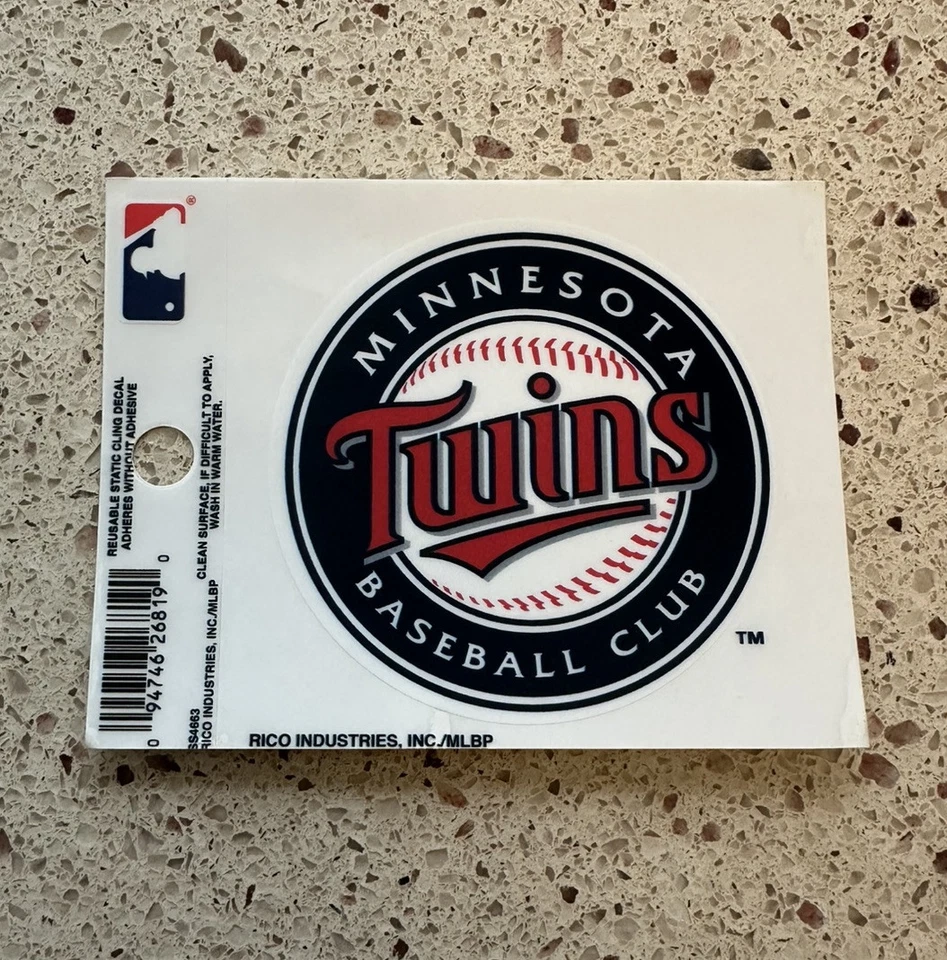 ®
REUSABLE STATIC CLING DECAL
ADHERES WITHOUT ADHESIVE
CLEAN SURFACE, IF DIFFICULT TO APPLY,
WASH IN WARM WATER.
0 94746 26819 0
SS4663
RICO INDUSTRIES, INC./MLBP
MINNESOTA
Twins
BASEBALL CLUB
TM
RICO INDUSTRIES, INC./MLBP